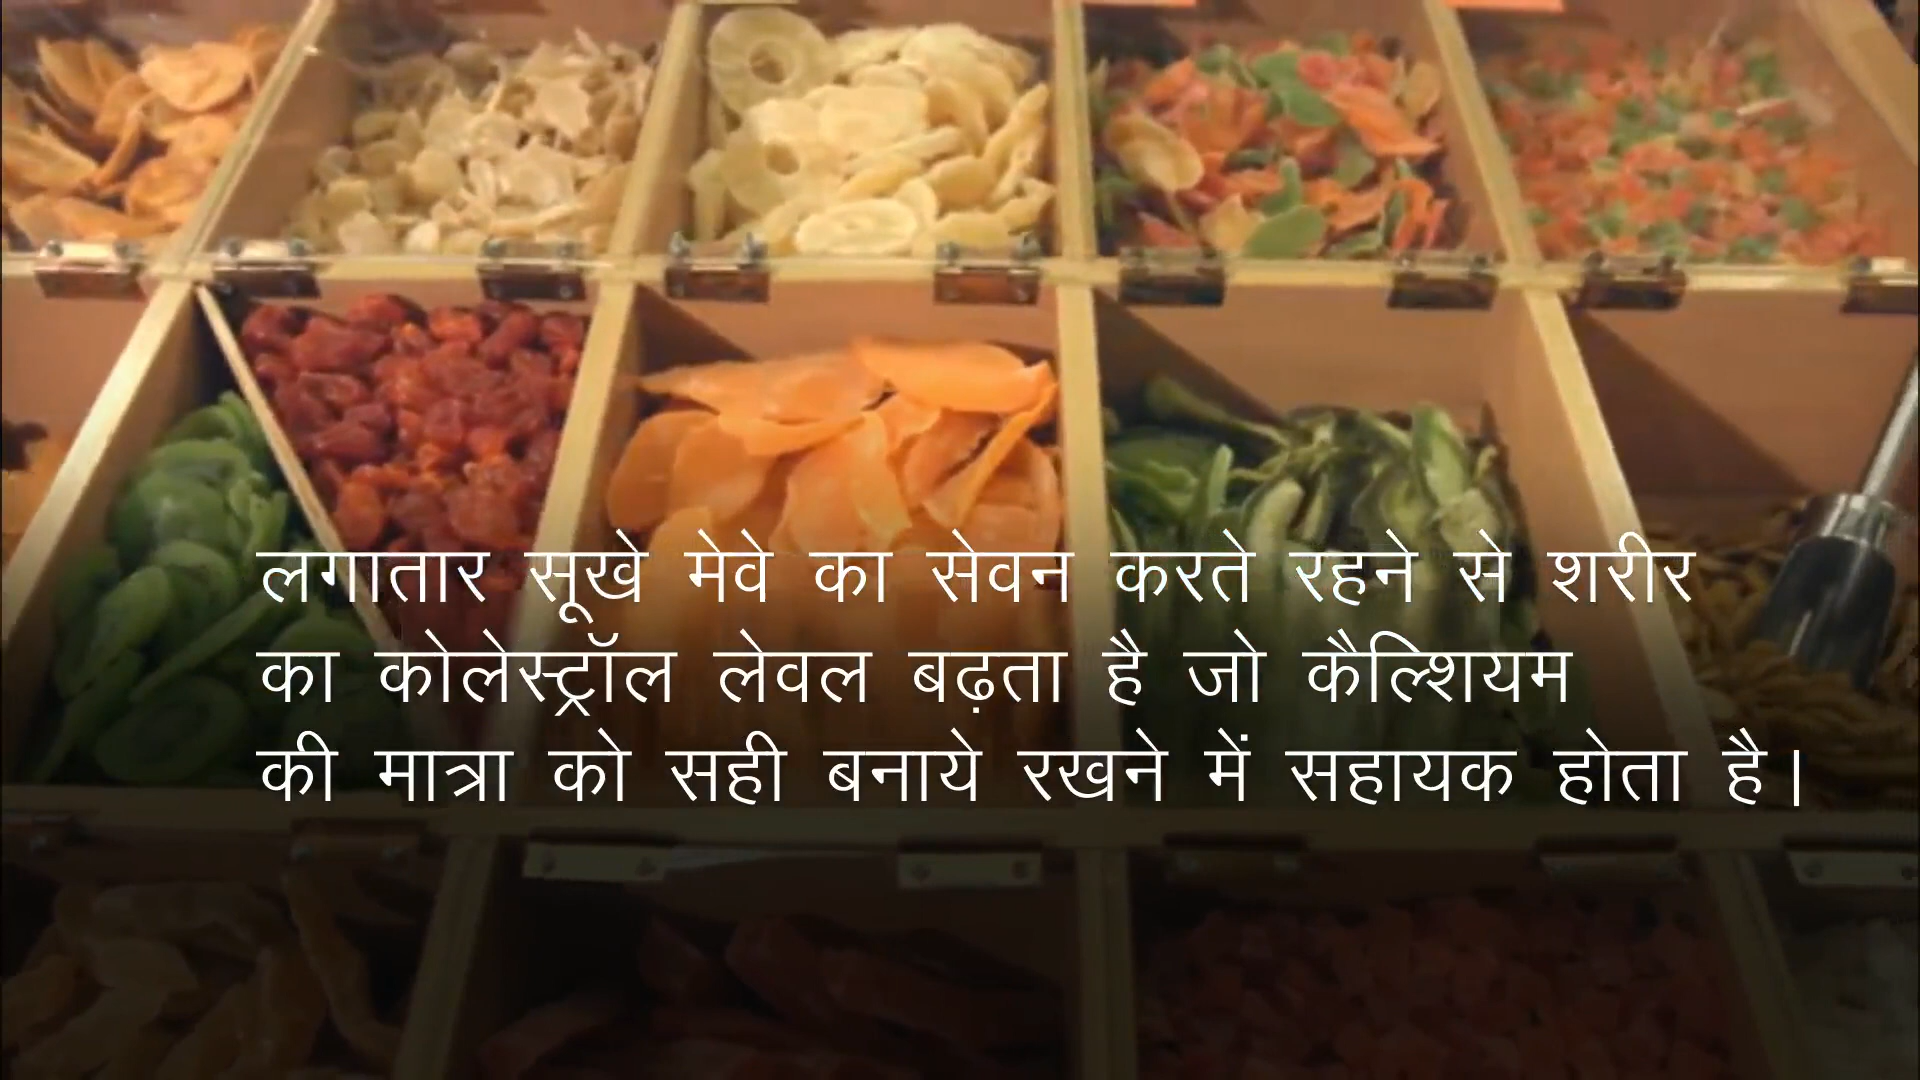 लगातार सूखे मेवे का सेवन करते रहने से शरीर
का कोलेस्ट्रॉल लेवल बढ़ता है जो कैल्शियम
की मात्रा को सही बनाये रखने में सहायक होता है।